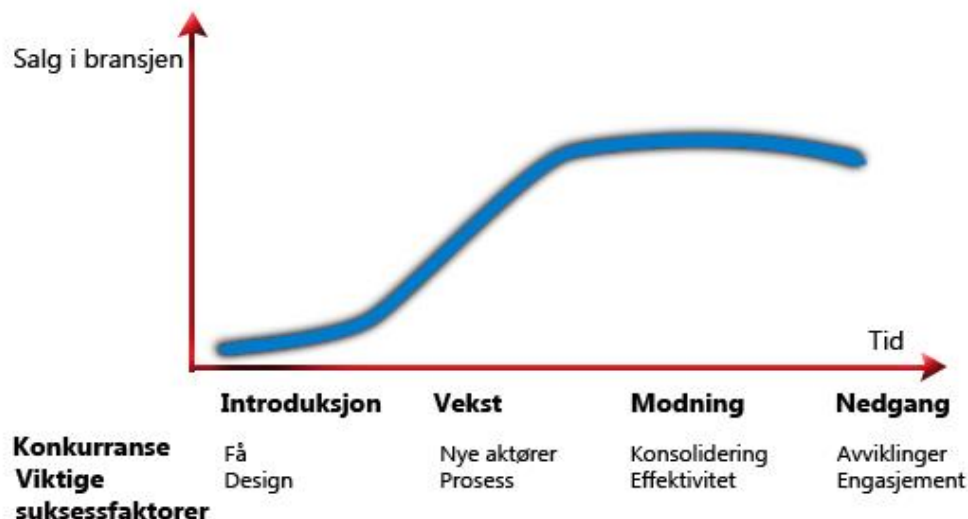 Salg i bransjen
Tid
Introduksjon Vekst Modning Nedgang
Konkurranse Få Nye aktører Konsolidering Avviklinger
Viktige Design Prosess Effektivitet Engasjement
suksessfaktorer